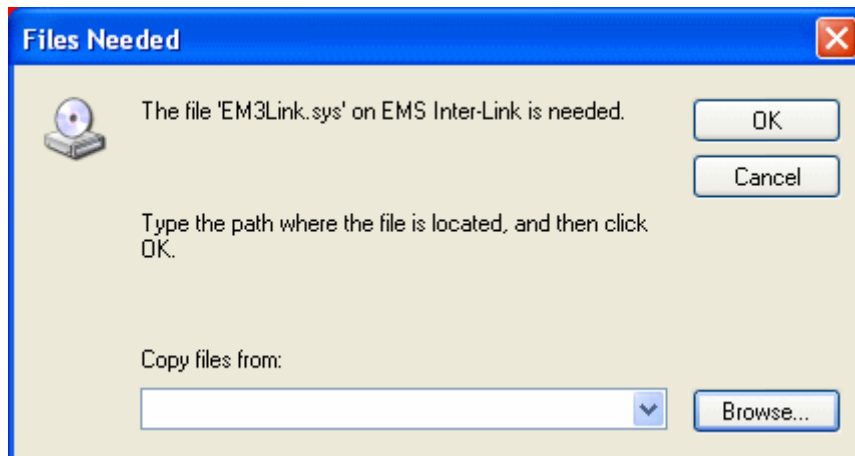 Files Needed
The file 'EM3Link.sys' on EMS Inter-Link is needed.
OK
Cancel
Type the path where the file is located, and then click
OK.
Copy files from:
Browse...